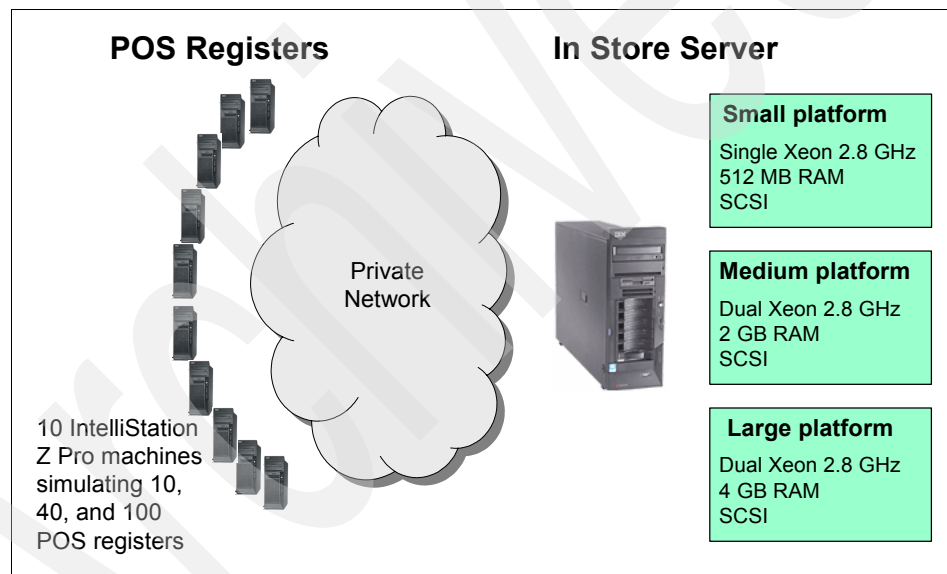 POS Registers
In Store Server
Small platform
Single Xeon 2.8 GHz
512 MB RAM
SCSI
Medium platform
Dual Xeon 2.8 GHz
2 GB RAM
SCSI
Large platform
Dual Xeon 2.8 GHz
4 GB RAM
SCSI
Private
Network
10 IntelliStation
Z Pro machines
simulating 10,
40, and 100
POS registers